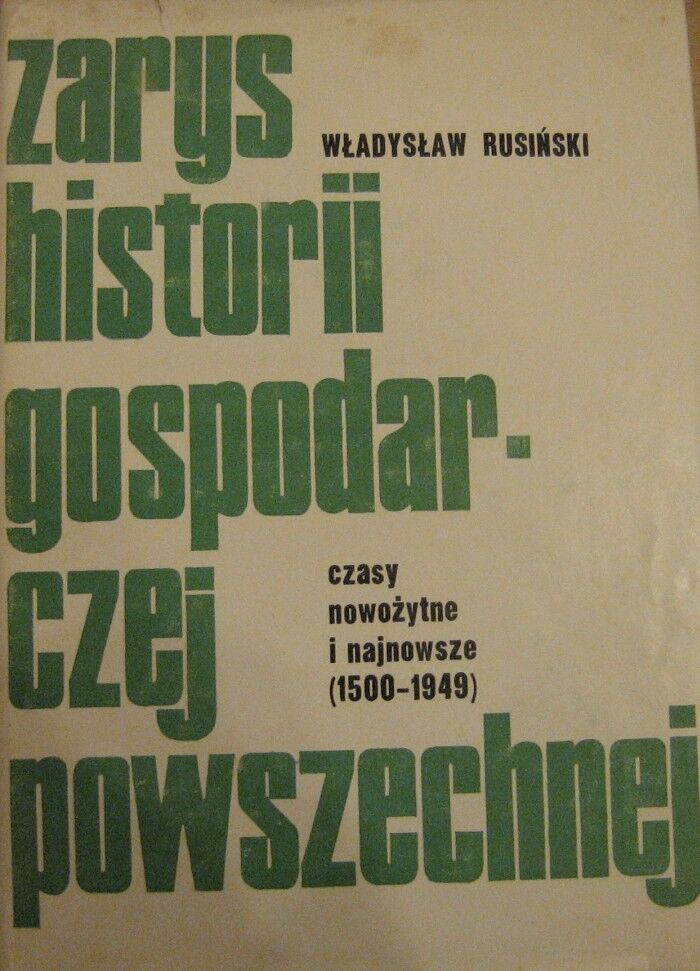 zarys
WŁADYSŁAW RUSIŃSKI
historii
gospodar-
czej
czasy
nowożytne
i najnowsze
(1500-1949)
powszechnej